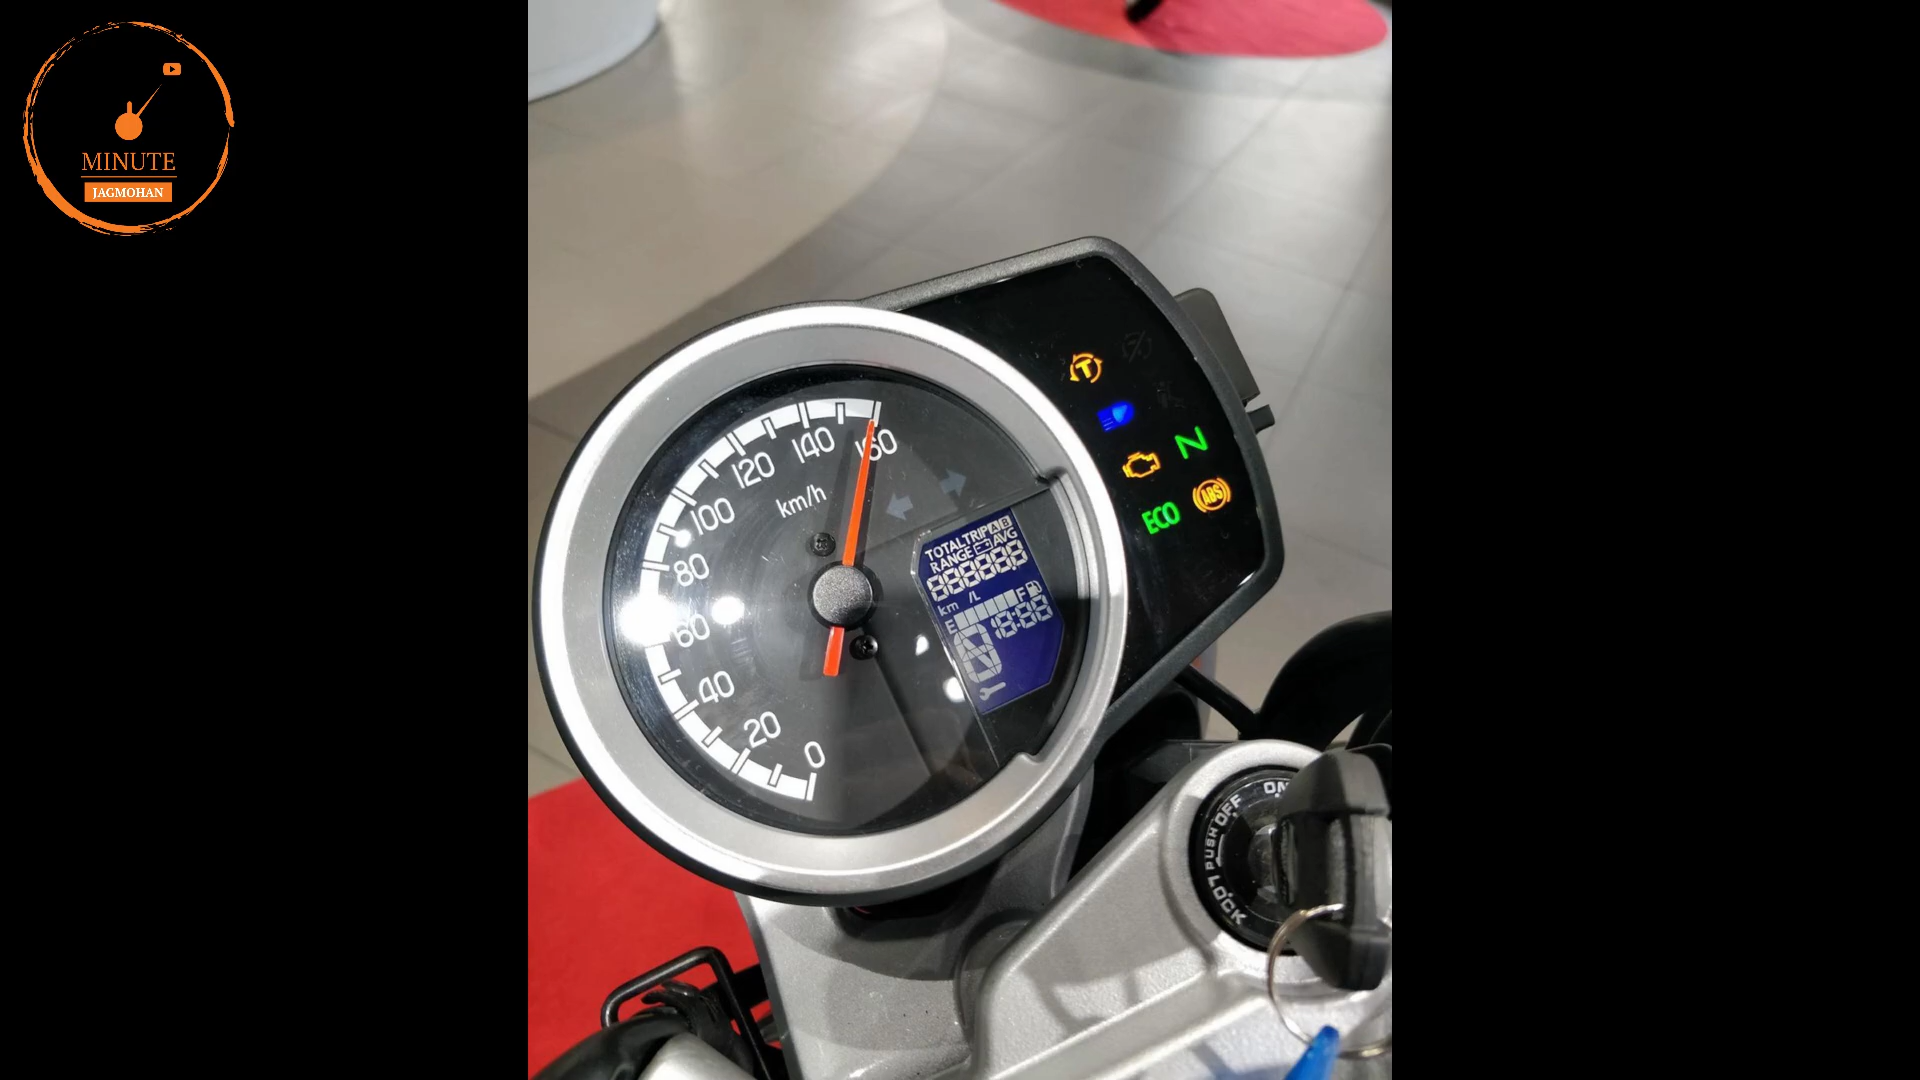 MINUTE
JAGMOHAN
160
140
120
km/h
100
80
60
40
20
0
TOTAL TRIP A B
RANGE AVG
888888
km /L
E F
18:88
N
ECO
ABS
T
ON
OFF
PUSH
LOCK